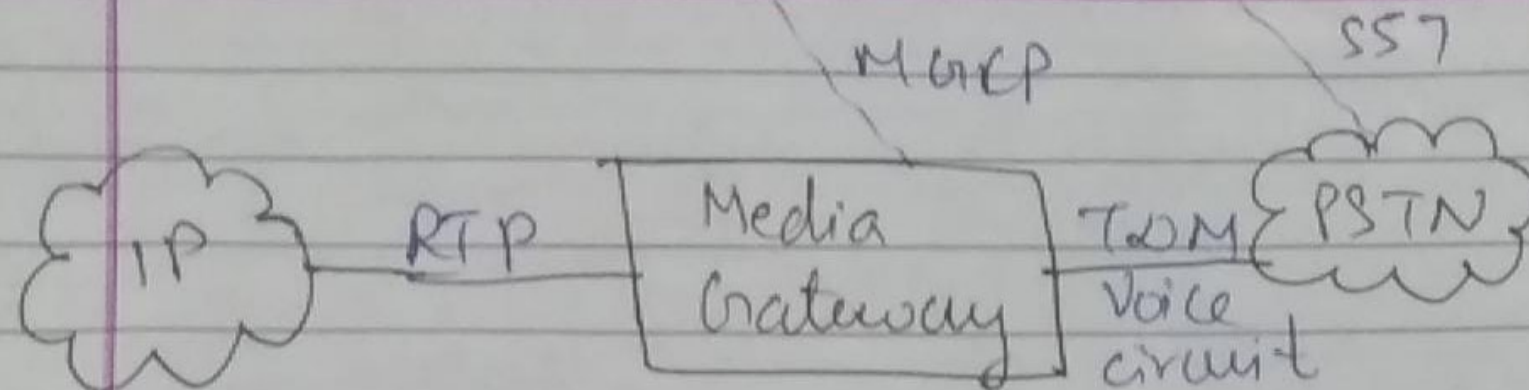 MGCP
SS7
IP
RTP
Media
Gateway
TDM
Voice
circuit
PSTN